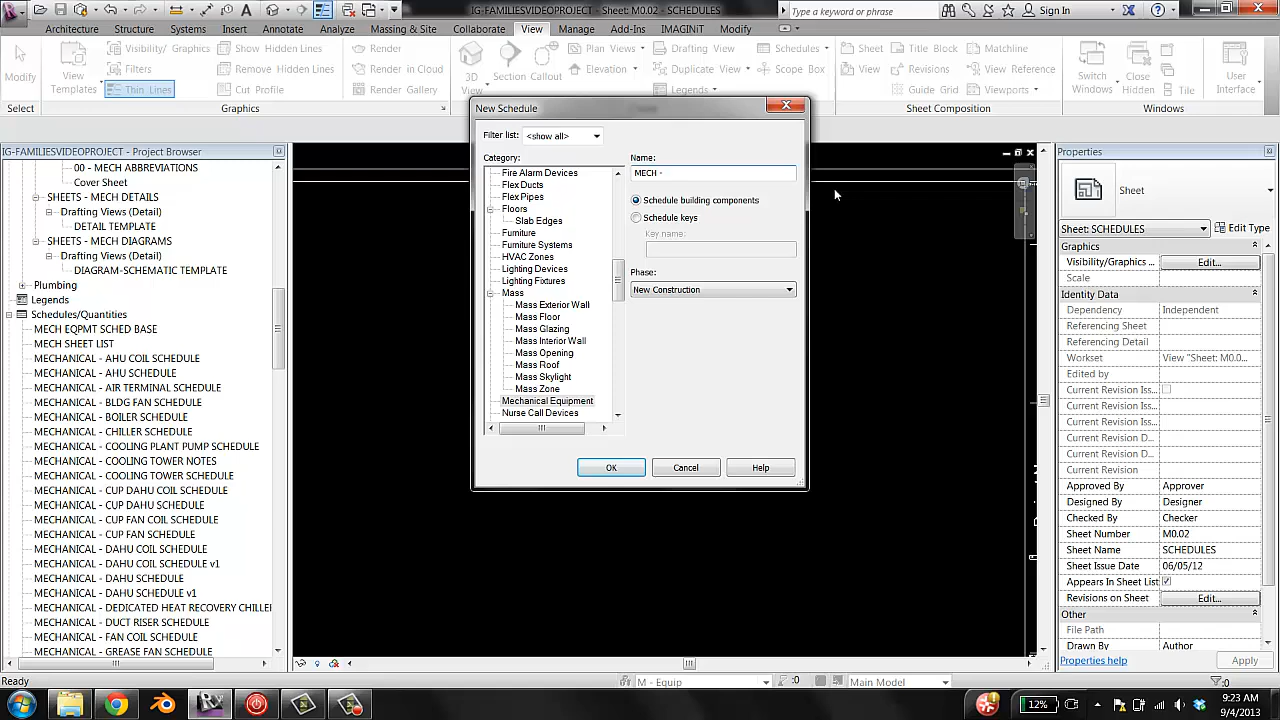 IG-FAMILIESVIDEOPROJECT - Sheet: M0.02 - SCHEDULES
Type a keyword or phrase
Sign In
Architecture Structure Systems Insert Annotate Analyze Massing & Site Collaborate View Manage Add-Ins IMAGINiT Modify
Modify
View Templates
Visibility/ Graphics
Filters
Thin Lines
Show Hidden Lines
Remove Hidden Lines
Cut Profile
Render
Render in Cloud
Render Gallery
3D View
Section
Callout
Plan Views
Elevation
Drafting View
Duplicate View
Legends
Schedules
Scope Box
Sheet
View
Title Block
Revisions
Guide Grid
Matchline
View Reference
Viewports
Switch Windows
Close Hidden
User Interface
Select
Graphics
Sheet Composition
Windows
IG-FAMILIESVIDEOPROJECT - Project Browser
00 - MECH ABBREVIATIONS
Cover Sheet
SHEETS - MECH DETAILS
Drafting Views (Detail)
DETAIL TEMPLATE
SHEETS - MECH DIAGRAMS
Drafting Views (Detail)
DIAGRAM-SCHEMATIC TEMPLATE
Plumbing
Legends
Schedules/Quantities
MECH EQPMT SCHED BASE
MECH SHEET LIST
MECHANICAL - AHU COIL SCHEDULE
MECHANICAL - AHU SCHEDULE
MECHANICAL - AIR TERMINAL SCHEDULE
MECHANICAL - BLDG FAN SCHEDULE
MECHANICAL - BOILER SCHEDULE
MECHANICAL - CHILLER SCHEDULE
MECHANICAL - COOLING PLANT PUMP SCHEDULE
MECHANICAL - COOLING TOWER NOTES
MECHANICAL - COOLING TOWER SCHEDULE
MECHANICAL - CUP DAHU COIL SCHEDULE
MECHANICAL - CUP DAHU SCHEDULE
MECHANICAL - CUP FAN COIL SCHEDULE
MECHANICAL - CUP FAN SCHEDULE
MECHANICAL - DAHU COIL SCHEDULE
MECHANICAL - DAHU COIL SCHEDULE v1
MECHANICAL - DAHU SCHEDULE
MECHANICAL - DAHU SCHEDULE v1
MECHANICAL - DEDICATED HEAT RECOVERY CHILLE
MECHANICAL - DUCT RISER SCHEDULE
MECHANICAL - FAN COIL SCHEDULE
MECHANICAL - GREASE FAN SCHEDULE
New Schedule
Filter list: <show all>
Category:
Fire Alarm Devices
Flex Ducts
Flex Pipes
Floors
Slab Edges
Furniture
Furniture Systems
HVAC Zones
Lighting Devices
Lighting Fixtures
Mass
Mass Exterior Wall
Mass Floor
Mass Glazing
Mass Interior Wall
Mass Opening
Mass Roof
Mass Skylight
Mass Zone
Mechanical Equipment
Nurse Call Devices
Name:
MECH -
Schedule building components
Schedule keys
Key name:
Phase:
New Construction
OK Cancel Help
Properties
Sheet
Sheet: SCHEDULES Edit Type
Graphics
Visibility/Graphics ... Edit...
Scale
Identity Data
Dependency Independent
Referencing Sheet
Referencing Detail
Workset View "Sheet: M0.0...
Edited by
Current Revision Iss...
Current Revision Iss...
Current Revision Iss...
Current Revision D...
Current Revision D...
Current Revision
Approved By Approver
Designed By Designer
Checked By Checker
Sheet Number M0.02
Sheet Name SCHEDULES
Sheet Issue Date 06/05/12
Appears In Sheet List
Revisions on Sheet Edit...
Other
File Path
Drawn By Author
Properties help Apply
Ready
M - Equip
:0
Main Model
:0
12%
9:23 AM
9/4/2013